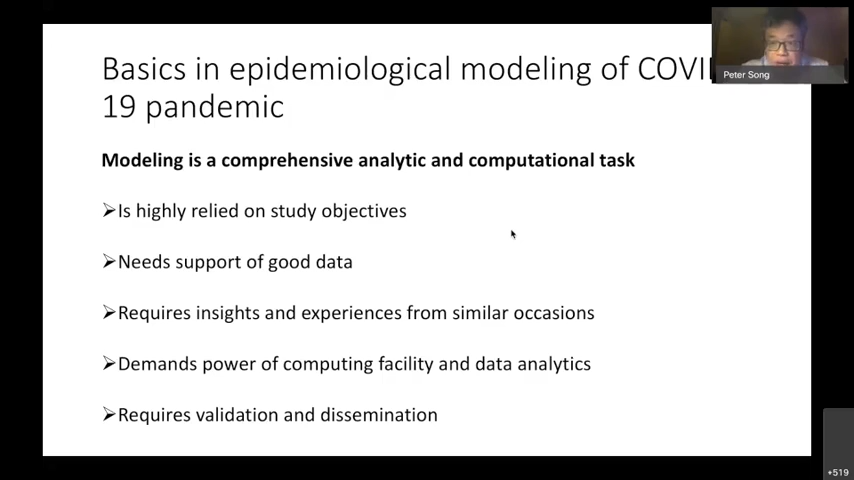 Basics in epidemiological modeling of COVI
19 pandemic
Peter Song
Modeling is a comprehensive analytic and computational task
➢Is highly relied on study objectives
➢Needs support of good data
➢Requires insights and experiences from similar occasions
➢Demands power of computing facility and data analytics
➢Requires validation and dissemination
+519